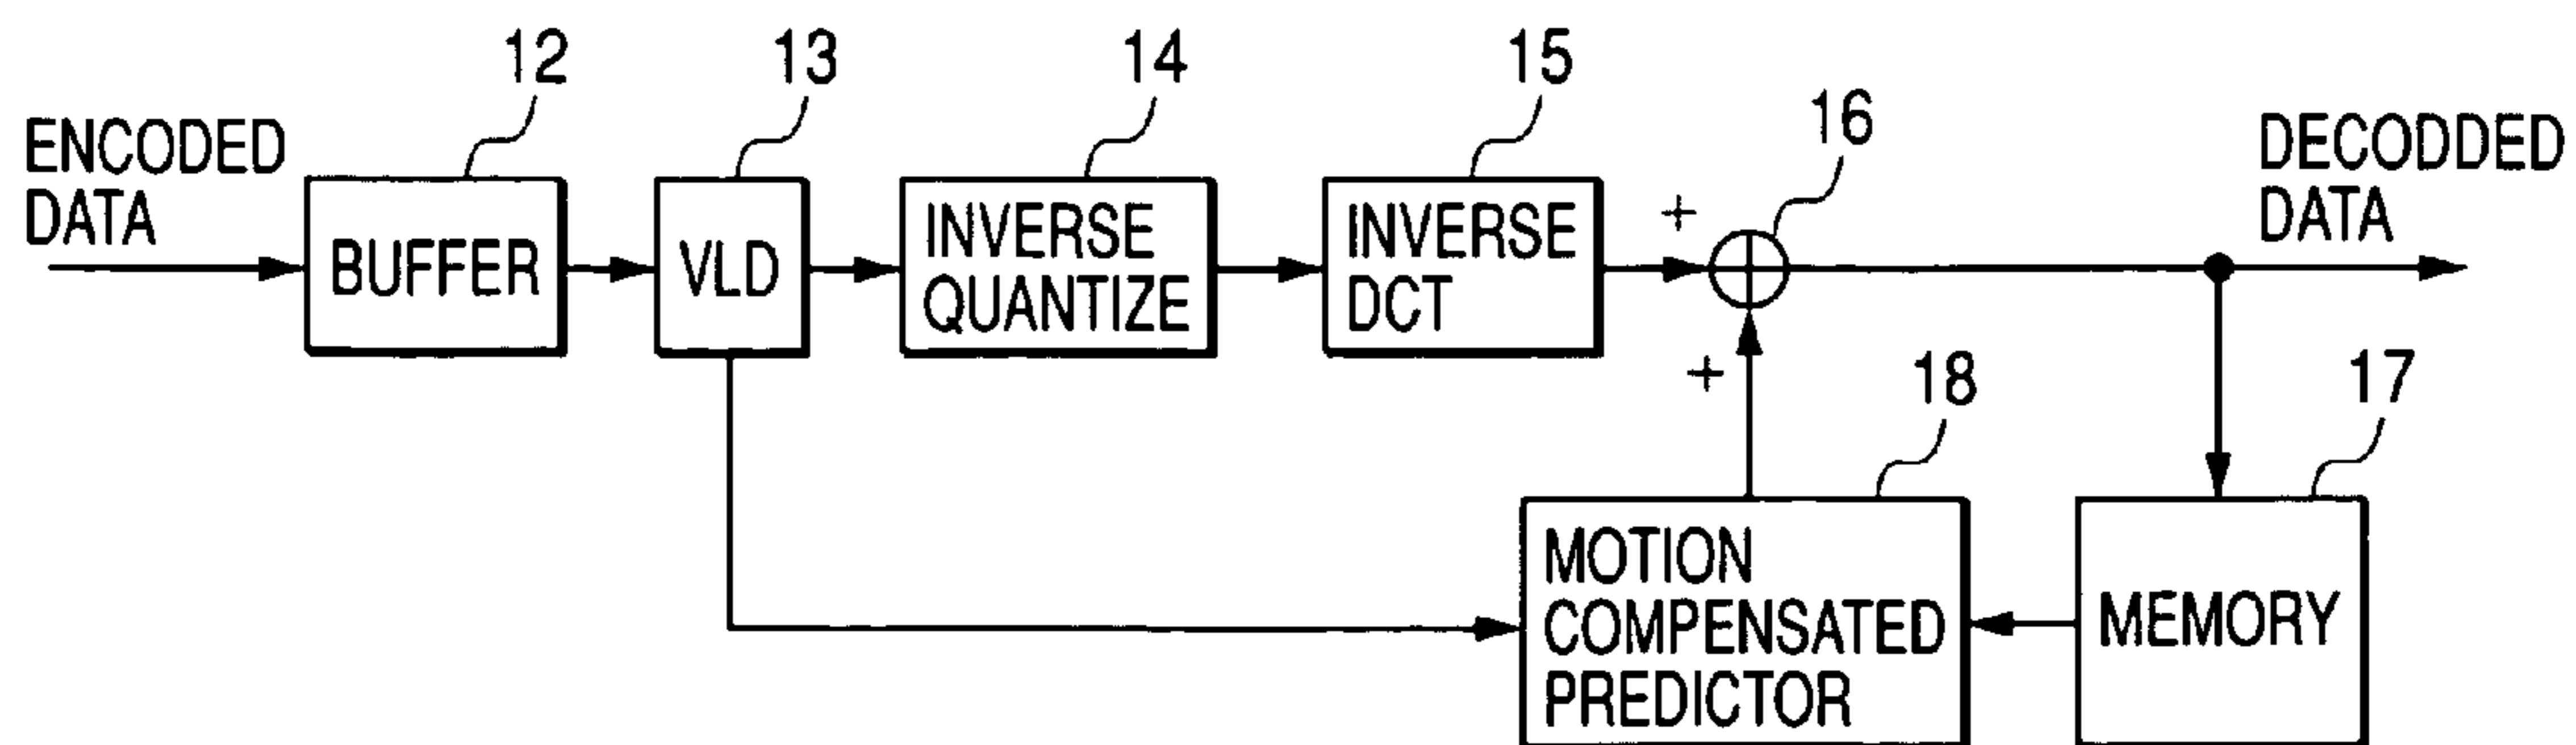 12
13
14
15
16
ENCODED
DATA
DECODDED
DATA
BUFFER
VLD
INVERSE
QUANTIZE
INVERSE
DCT
+
+
18
17
MOTION
COMPENSATED
PREDICTOR
MEMORY